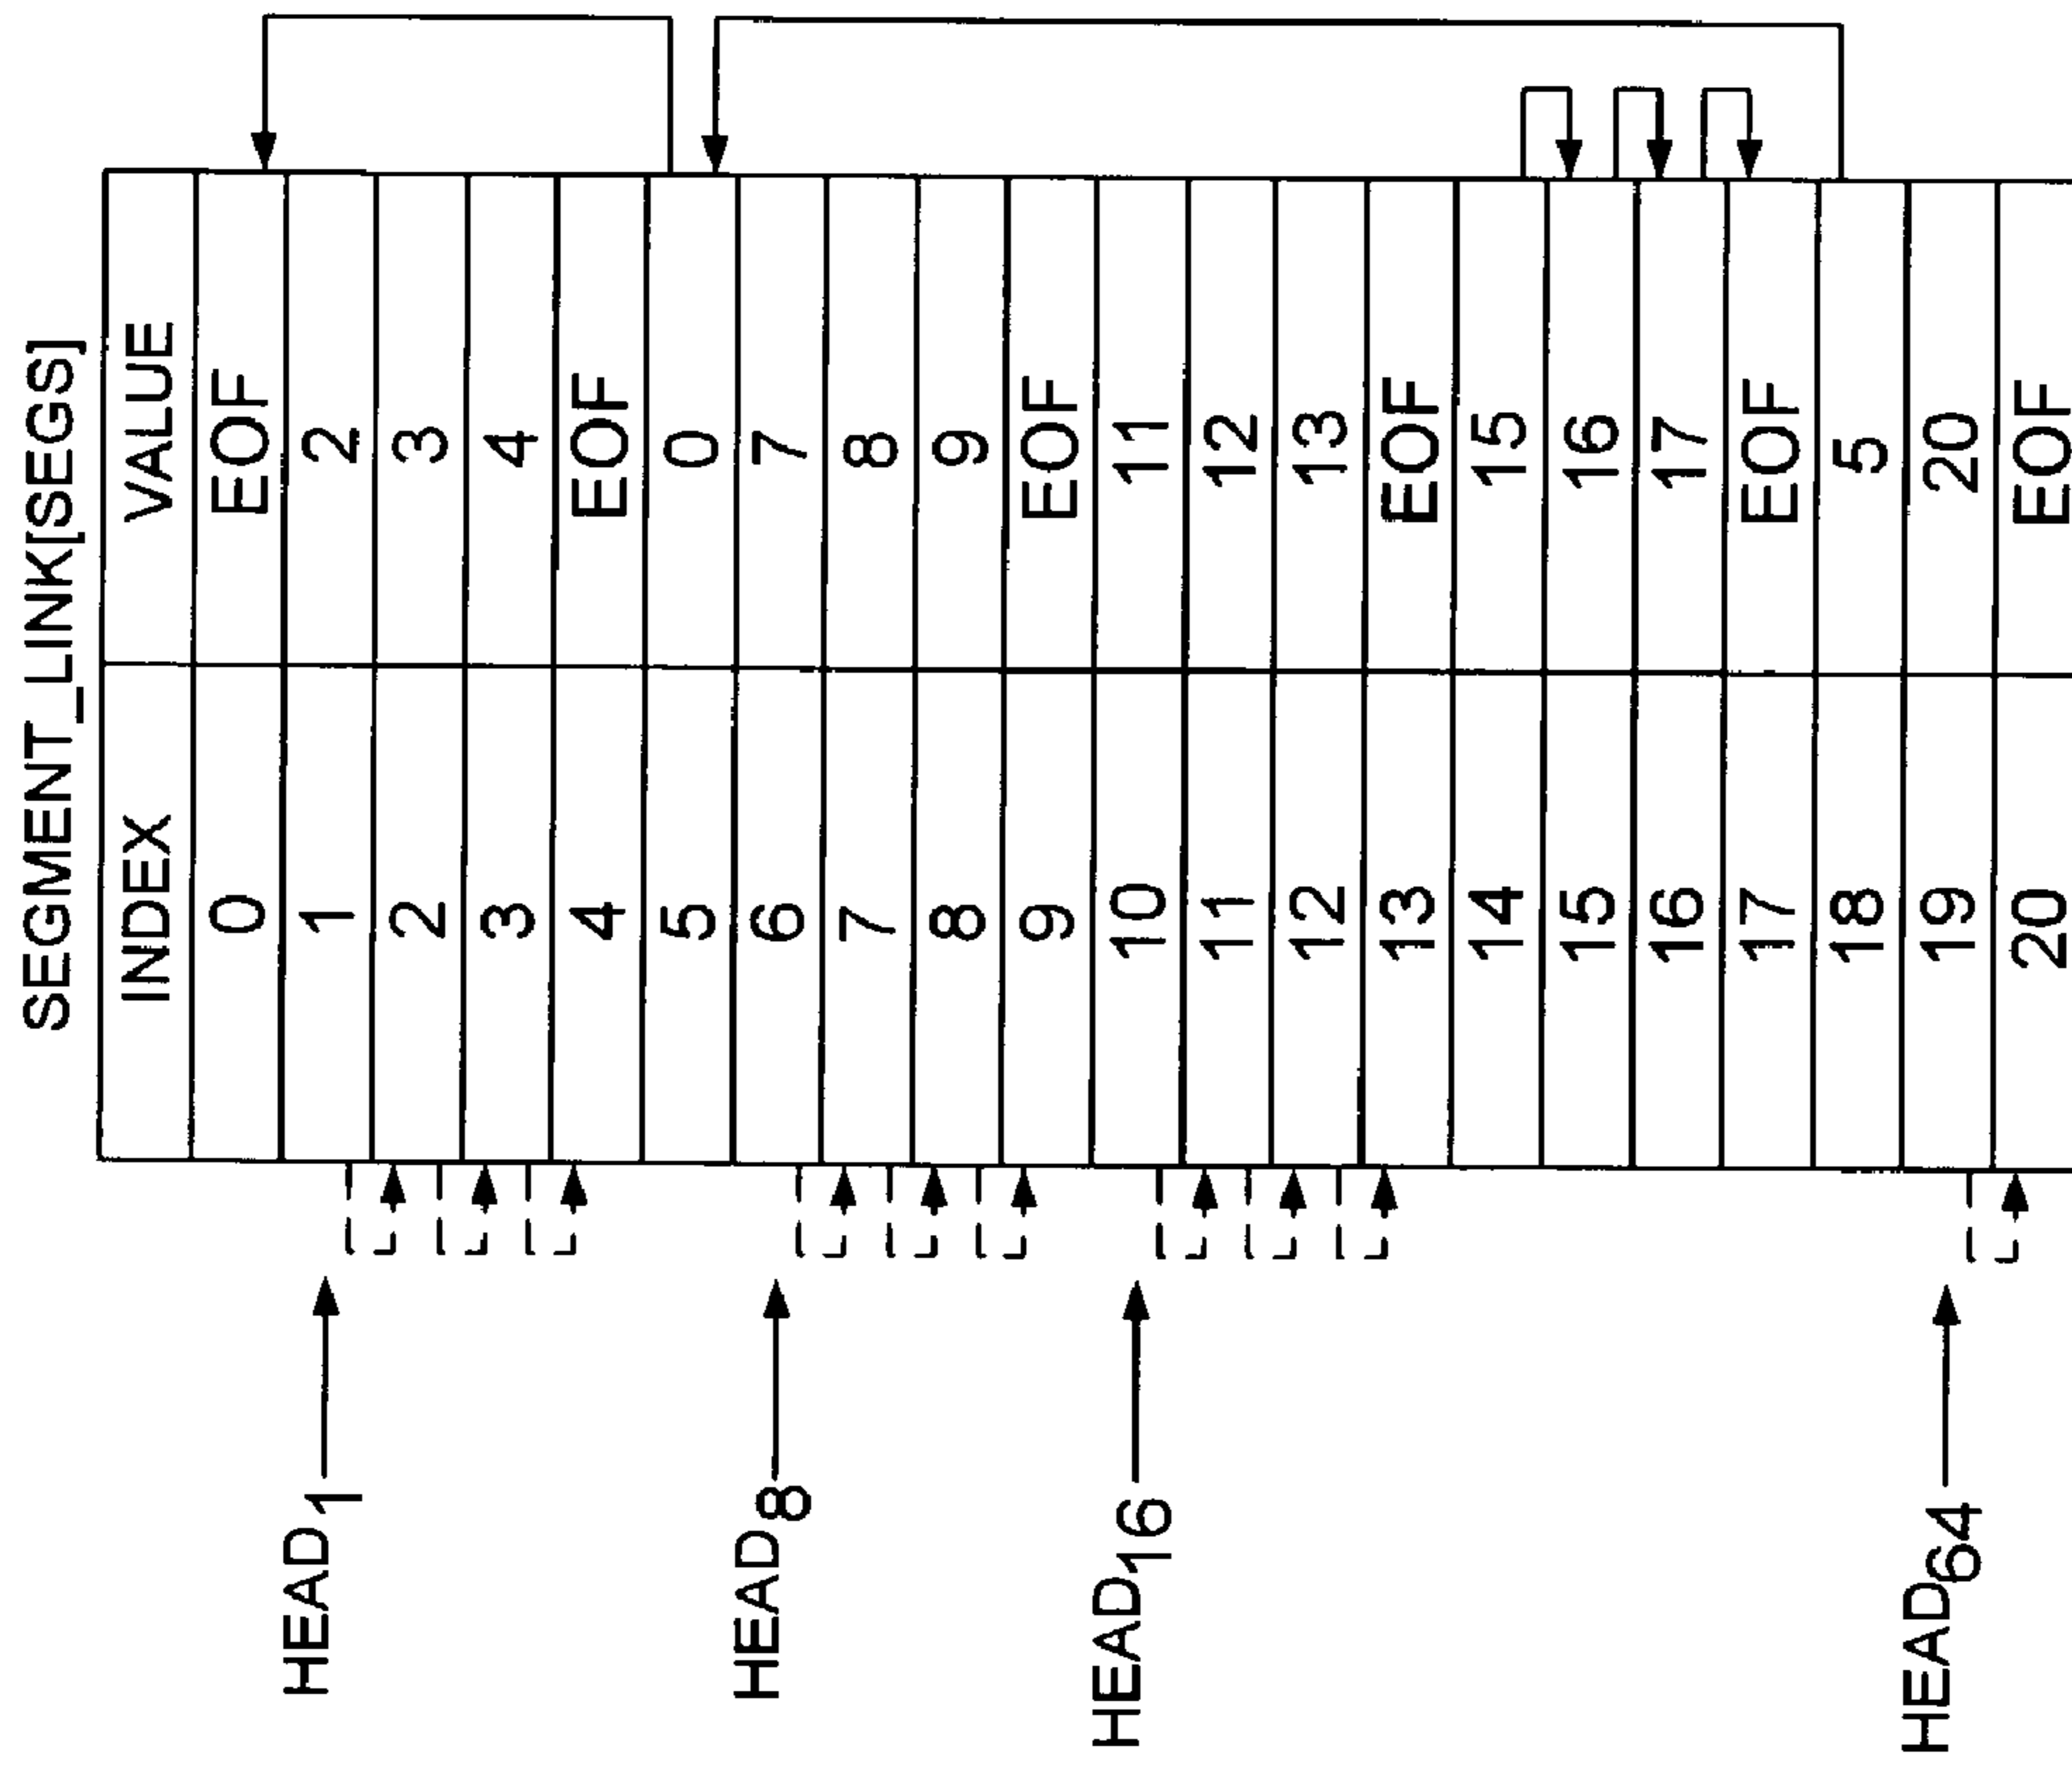 SEGMENT_LINK[SEGS]
INDEX VALUE
0 EOF
1 2
2 3
3 4
4 EOF
5 0
6 7
7 8
8 9
9 EOF
10 11
11 12
12 13
13 EOF
14 15
15 16
16 17
17 EOF
18 5
19 20
20 EOF
HEAD1
HEAD8
HEAD16
HEAD64